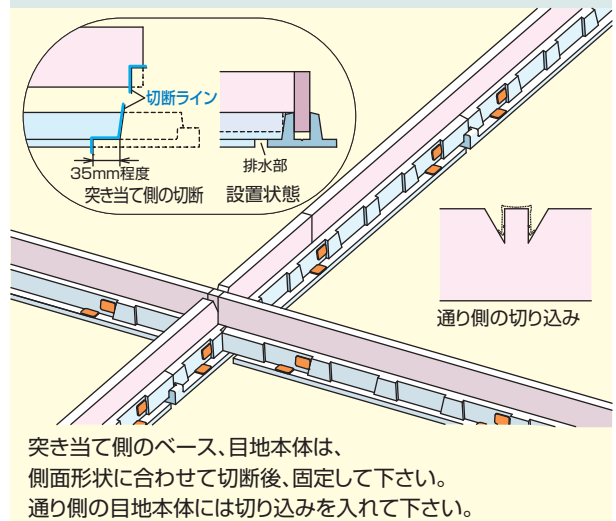 切断ライン
35mm程度
排水部
突き当て側の切断
設置状態
通り側の切り込み
突き当て側のベース、目地本体は、
側面形状に合わせて切断後、固定して下さい。
通り側の目地本体には切り込みを入れて下さい。